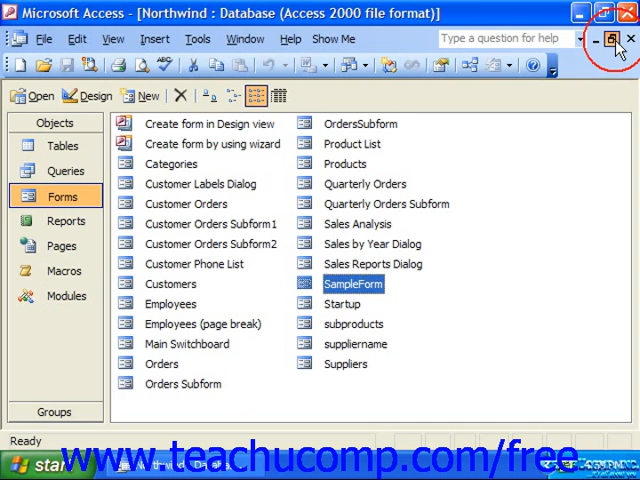 Microsoft Access - [Northwind : Database (Access 2000 file format)]
File Edit View Insert Tools Window Help Show Me Type a question for help
Open Design New
Objects
Tables
Queries
Forms
Reports
Pages
Macros
Modules
Groups
Create form in Design view
Create form by using wizard
Categories
Customer Labels Dialog
Customer Orders
Customer Orders Subform1
Customer Orders Subform2
Customer Phone List
Customers
Employees
Employees (page break)
Main Switchboard
Orders
Orders Subform
OrdersSubform
Product List
Products
Quarterly Orders
Quarterly Orders Subform
Sales Analysis
Sales by Year Dialog
Sales Reports Dialog
SampleForm
Startup
subproducts
suppliername
Suppliers
Ready
start
Northwind : Databas...
www.teachucomp.com/free